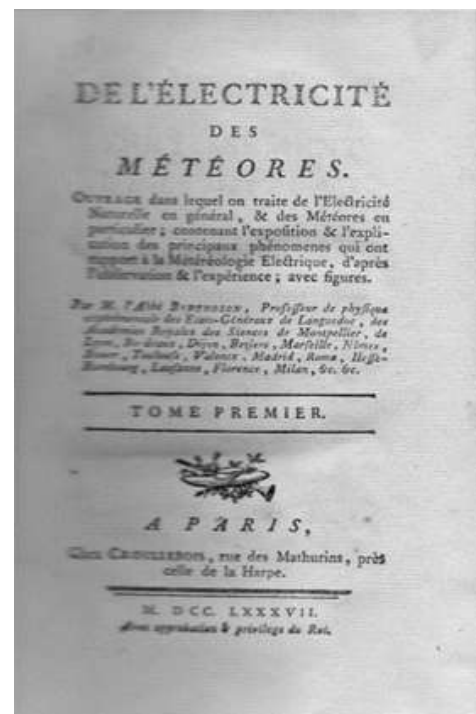 DE L'ÉLECTRICITÉ
DES
MÉTÉORES.
OUVRAGE dans lequel on traite de l'Electricité
Naturelle en général, & des Météores en
particulier; contenant l'exposition & l'expli-
cation des principaux phénomenes qui ont
rapport à la Météréologie Electrique, d'après
l'observation & l'expérience; avec figures.
Par M. l'Abbé BERTHOLON, Professeur de physique
expérimentale des Etats-Généraux de Languedoc, des
Académies Royales des Siences de Montpellier, de
Lyon, Bordeaux, Dijon, Beziers, Marseille, Nîmes,
Toulouse, Valence, Madrid, Rome, Hesse-
Hombourg, Lausanne, Florence, Milan, &c. &c.
TOME PREMIER.
A PARIS,
Chez CROULLEBOIS, rue des Mathurins, près
celle de la Harpe.
M. DCC. LXXXVII.
Avec approbation & privilege du Roi.